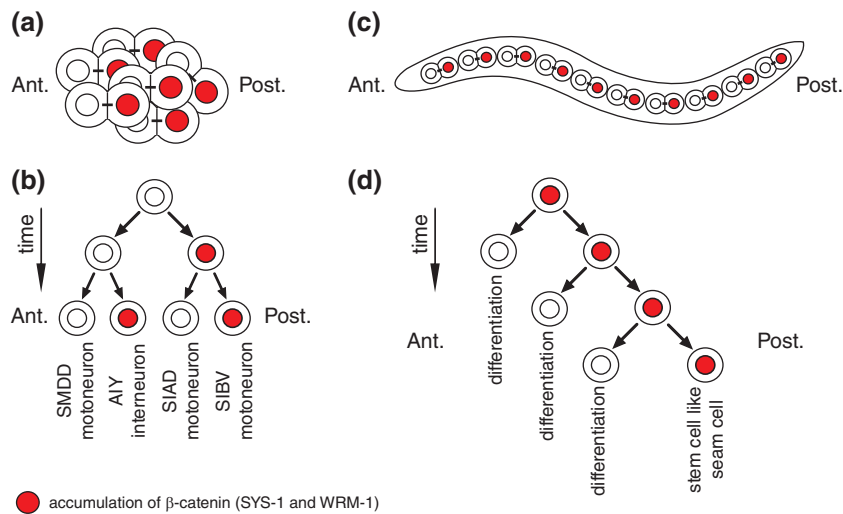 (a)
Ant.
Post.
(b)
time
Ant.
Post.
SMDD
motoneuron
AIY
interneuron
SIAD
motoneuron
SIBV
motoneuron
(c)
Ant.
Post.
(d)
time
Ant.
Post.
differentiation
differentiation
differentiation
stem cell like
seam cell
accumulation of β-catenin (SYS-1 and WRM-1)